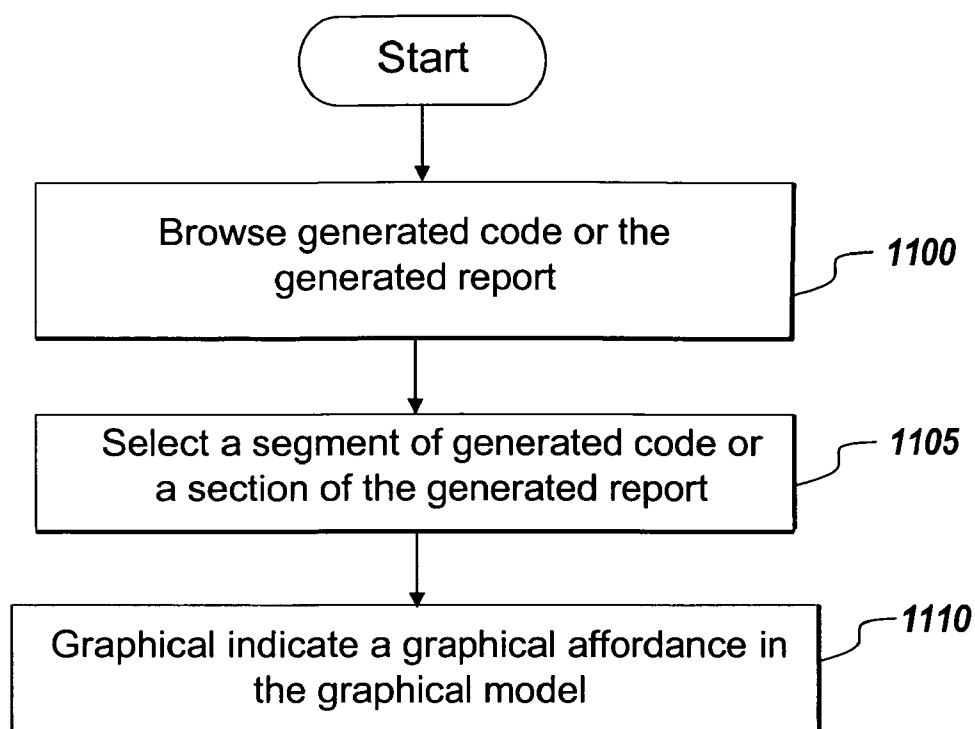 Start
Browse generated code or the
generated report
1100
Select a segment of generated code or
a section of the generated report
1105
Graphical indicate a graphical affordance in
the graphical model
1110